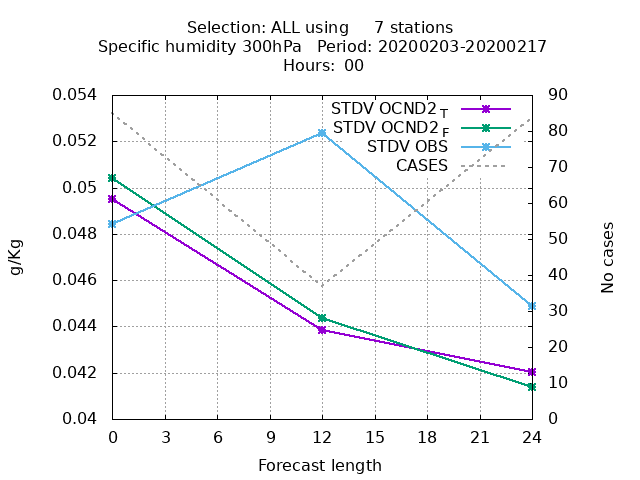 Selection: ALL using     7 stations
Specific humidity 300hPa   Period: 20200203-20200217
Hours: 00
0.054
0.052
0.05
0.048
0.046
0.044
0.042
0.04
g/Kg
STDV OCND2_T
STDV OCND2_F
STDV OBS
CASES
90
80
70
60
50
40
30
20
10
0
No cases
0 3 6 9 12 15 18 21 24
Forecast length